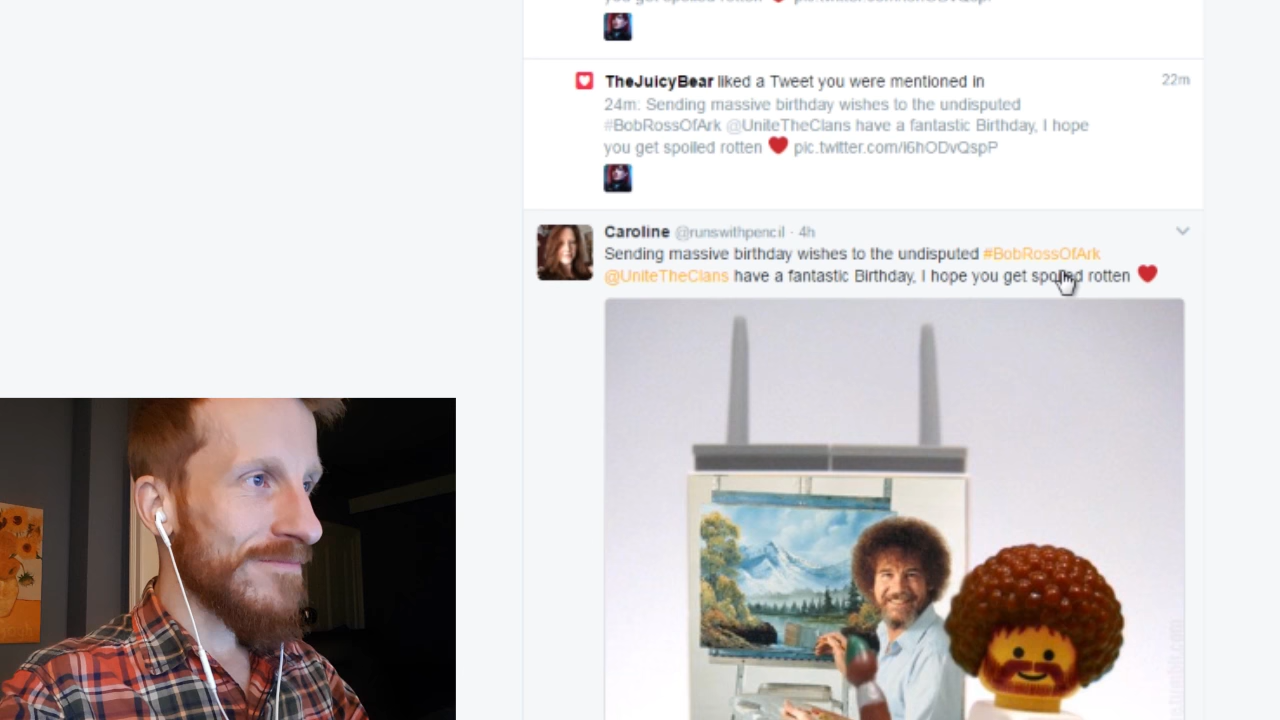 TheJuicyBear liked a Tweet you were mentioned in 22m
24m: Sending massive birthday wishes to the undisputed
#BobRossOfArk @UniteTheClans have a fantastic Birthday, I hope
you get spoiled rotten ❤ pic.twitter.com/i6hODvQspP
Caroline @runswithpencil · 4h
Sending massive birthday wishes to the undisputed #BobRossOfArk
@UniteTheClans have a fantastic Birthday, I hope you get spoiled rotten ❤